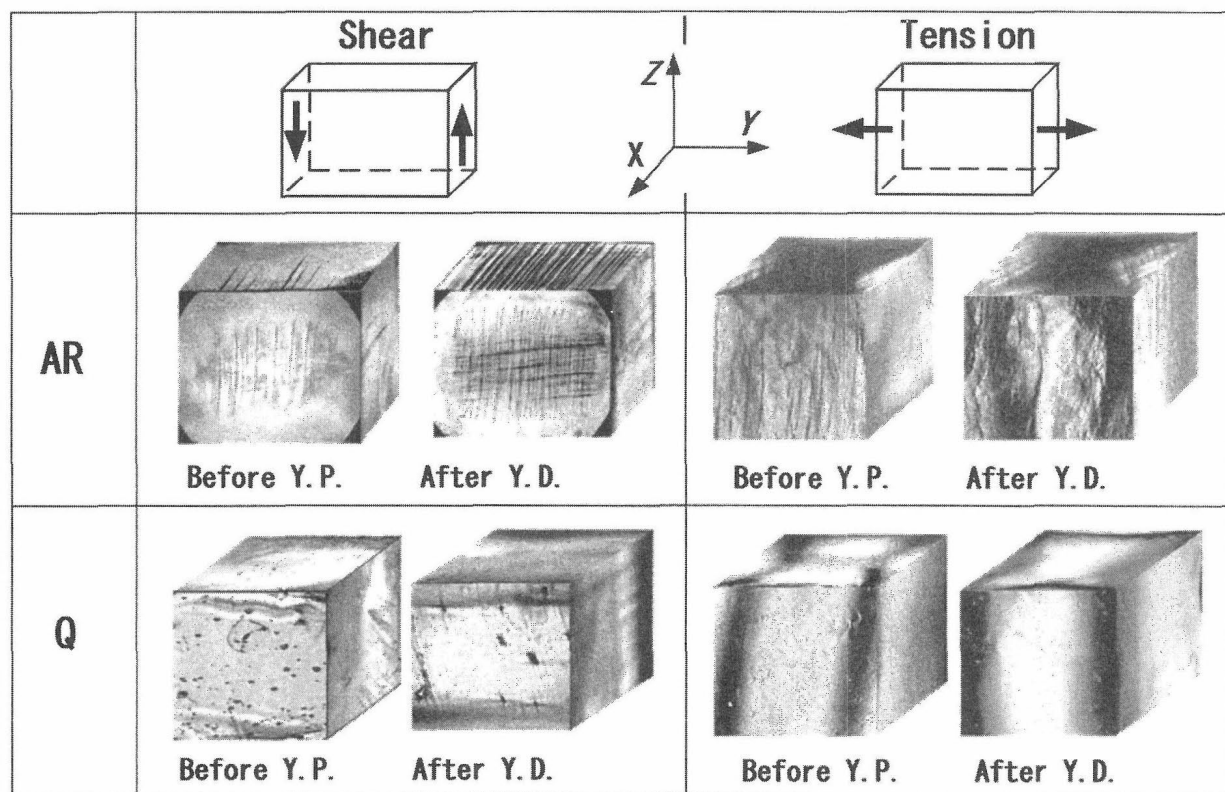 Shear
Tension
Z
Y
X
AR
Before Y.P.
After Y.D.
Before Y.P.
After Y.D.
Q
Before Y.P.
After Y.D.
Before Y.P.
After Y.D.